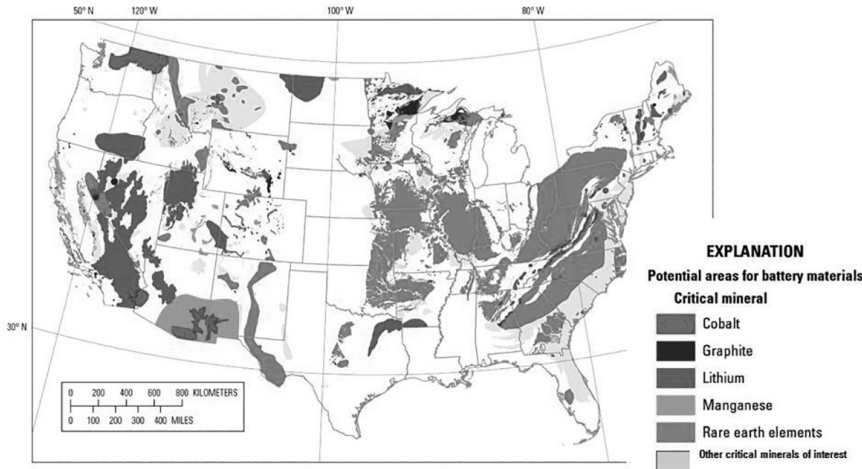 50° N 120° W 100° W 80° W
30° N
EXPLANATION
Potential areas for battery materials
Critical mineral
Cobalt
Graphite
Lithium
Manganese
Rare earth elements
Other critical minerals of interest
0 200 400 600 800 KILOMETERS
0 100 200 300 400 MILES